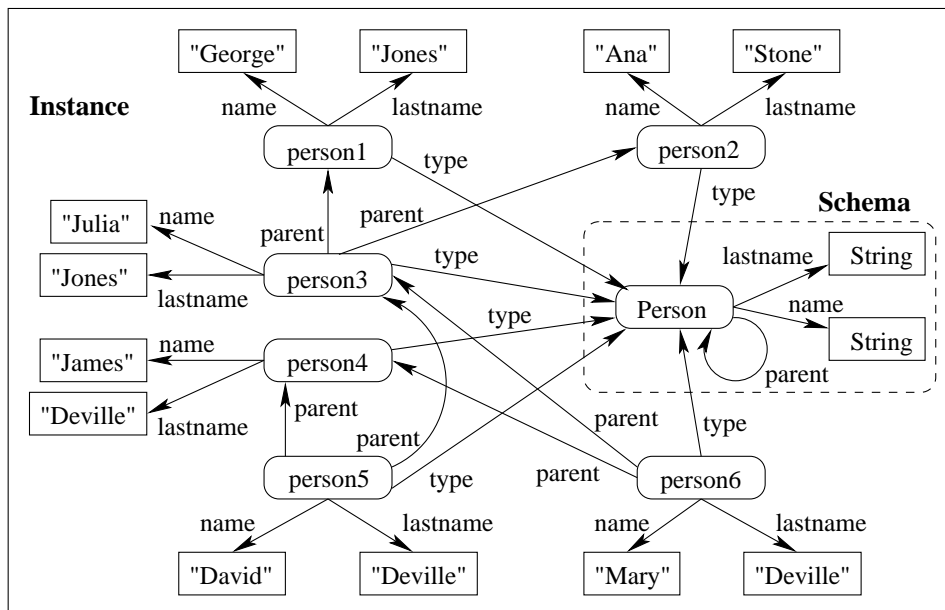 "George" "Jones" "Ana" "Stone"
Instance name lastname name lastname
person1 person2
type type
Schema
"Julia" name parent parent
lastname String
"Jones" person3 type Person
lastname name String
type
"James" name person4 parent
"Deville" lastname parent
parent parent type
person5 type parent person6
name lastname name lastname
"David" "Deville" "Mary" "Deville"